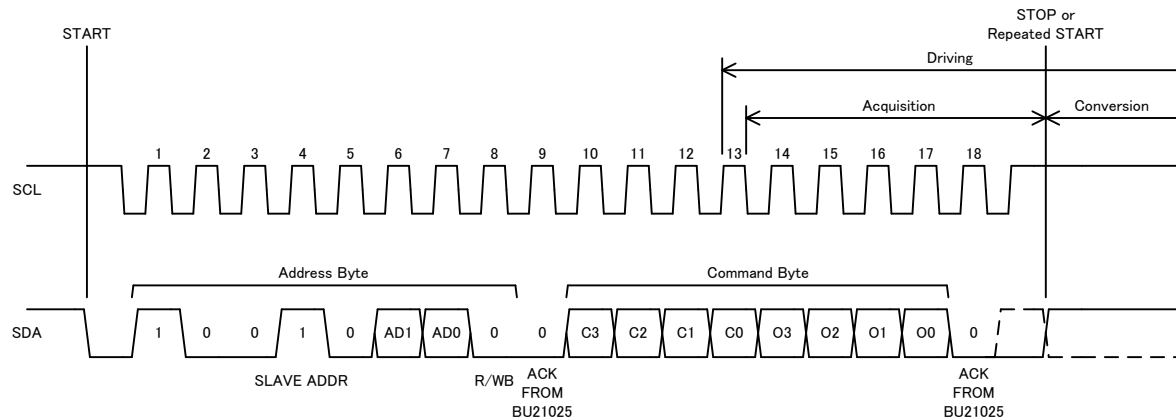 STOP or
START Repeated START
Driving
Acquisition Conversion
1 2 3 4 5 6 7 8 9 10 11 12 13 14 15 16 17 18
SCL
Address Byte Command Byte
SDA 1 0 0 1 0 AD1 AD0 0 0 C3 C2 C1 C0 O3 O2 O1 O0 0
SLAVE ADDR R/WB ACK ACK
FROM FROM
BU21025 BU21025